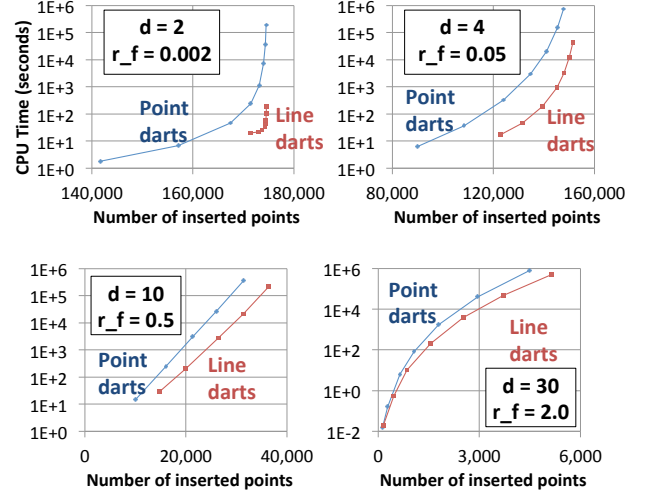 d = 2
r_f = 0.002
Point
darts
Line
darts
CPU Time (seconds)
1E+6
1E+5
1E+4
1E+3
1E+2
1E+1
1E+0
140,000
160,000
180,000
Number of inserted points
d = 4
r_f = 0.05
Point
darts
Line
darts
1E+6
1E+5
1E+4
1E+3
1E+2
1E+1
1E+0
80,000
120,000
160,000
Number of inserted points
d = 10
r_f = 0.5
Point
darts
Line
darts
1E+6
1E+5
1E+4
1E+3
1E+2
1E+1
1E+0
0
20,000
40,000
Number of inserted points
Point
darts
Line
darts
d = 30
r_f = 2.0
1E+6
1E+4
1E+2
1E+0
1E-2
0
3,000
6,000
Number of inserted points